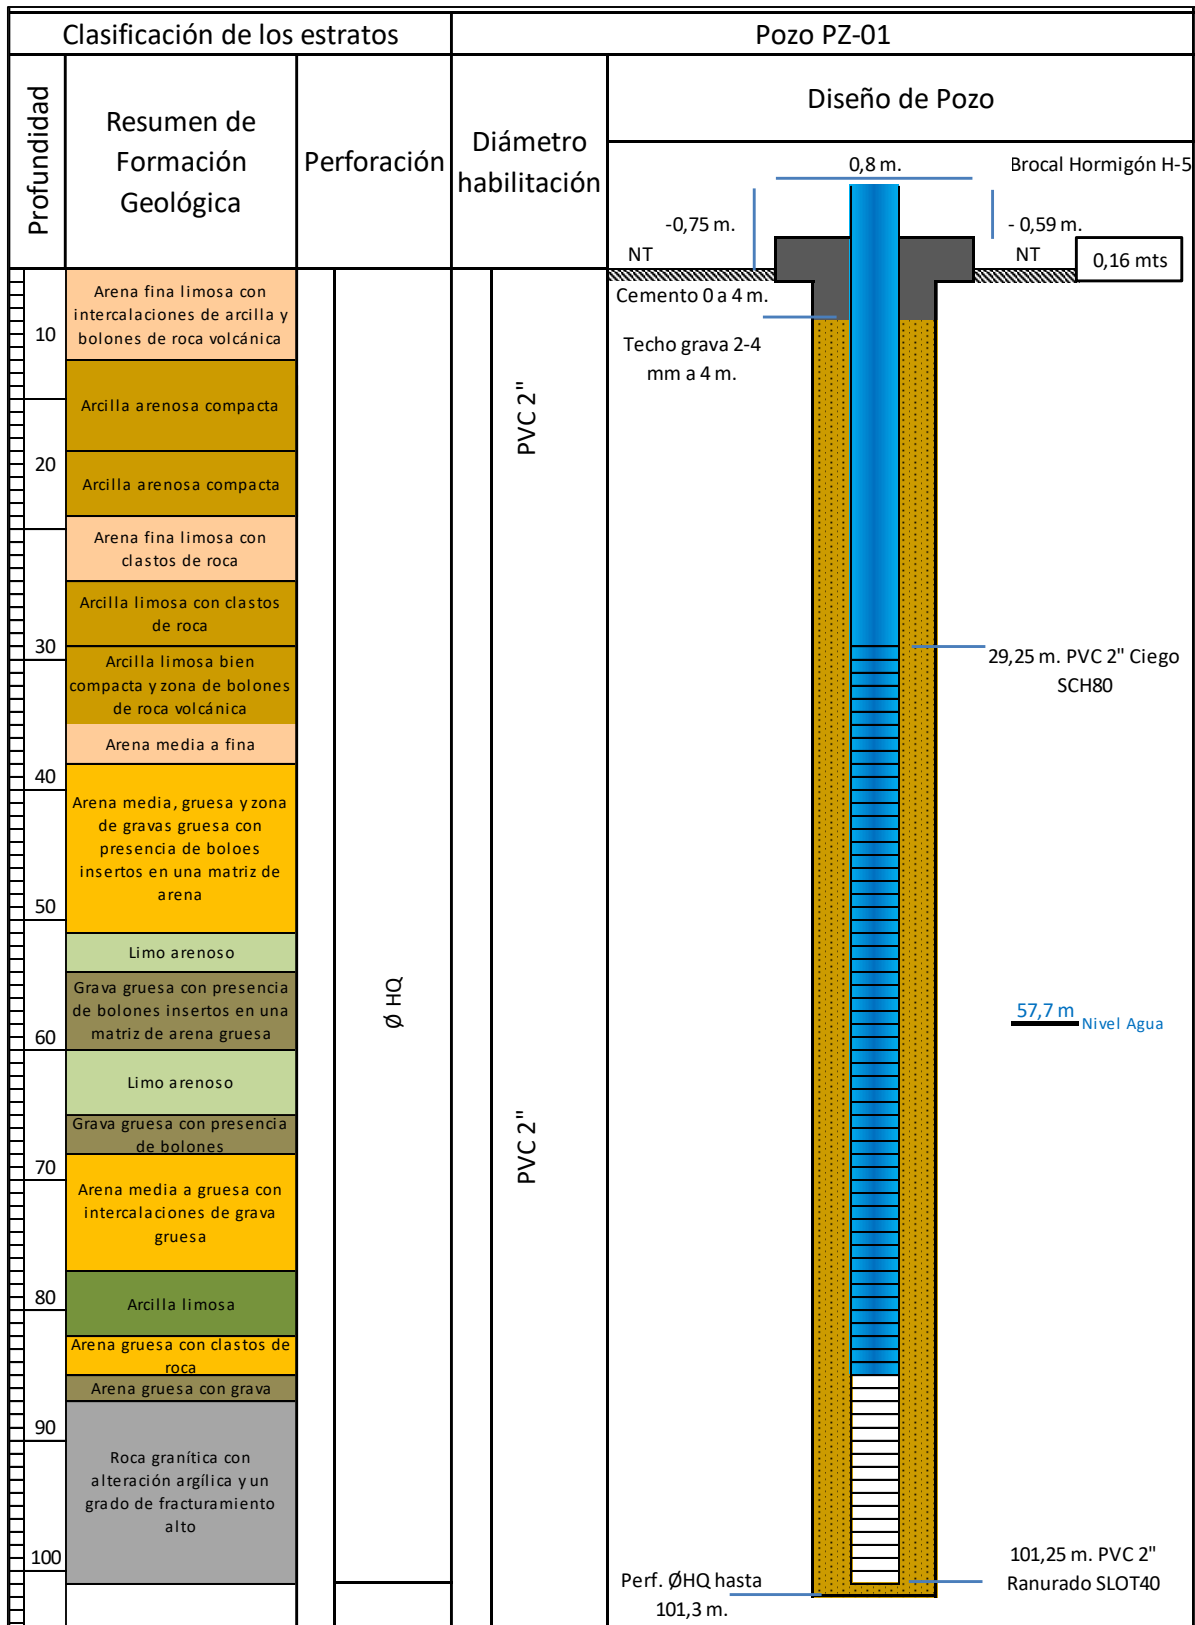 Clasificación de los estratos
Pozo PZ-01
Profundidad
Resumen de
Formación
Geológica
Perforación
Diámetro
habilitación
Diseño de Pozo
0,8 m.
Brocal Hormigón H-5
-0,75 m.
- 0,59 m.
NT
NT
0,16 mts
Cemento 0 a 4 m.
Techo grava 2-4
mm a 4 m.
10
20
30
40
50
60
70
80
90
100
Arena fina limosa con
intercalaciones de arcilla y
bolones de roca volcánica
Arcilla arenosa compacta
Arcilla arenosa compacta
Arena fina limosa con
clastos de roca
Arcilla limosa con clastos
de roca
Arcilla limosa bien
compacta y zona de bolones
de roca volcánica
Arena media a fina
Arena media, gruesa y zona
de gravas gruesa con
presencia de boloes
insertos en una matriz de
arena
Limo arenoso
Grava gruesa con presencia
de bolones insertos en una
matriz de arena gruesa
Limo arenoso
Grava gruesa con presencia
de bolones
Arena media a gruesa con
intercalaciones de grava
gruesa
Arcilla limosa
Arena gruesa con clastos de
roca
Arena gruesa con grava
Roca granítica con
alteración argílica y un
grado de fracturamiento
alto
Ø HQ
PVC 2"
PVC 2"
29,25 m. PVC 2" Ciego
SCH80
57,7 m
Nivel Agua
101,25 m. PVC 2"
Ranurado SLOT40
Perf. ØHQ hasta
101,3 m.